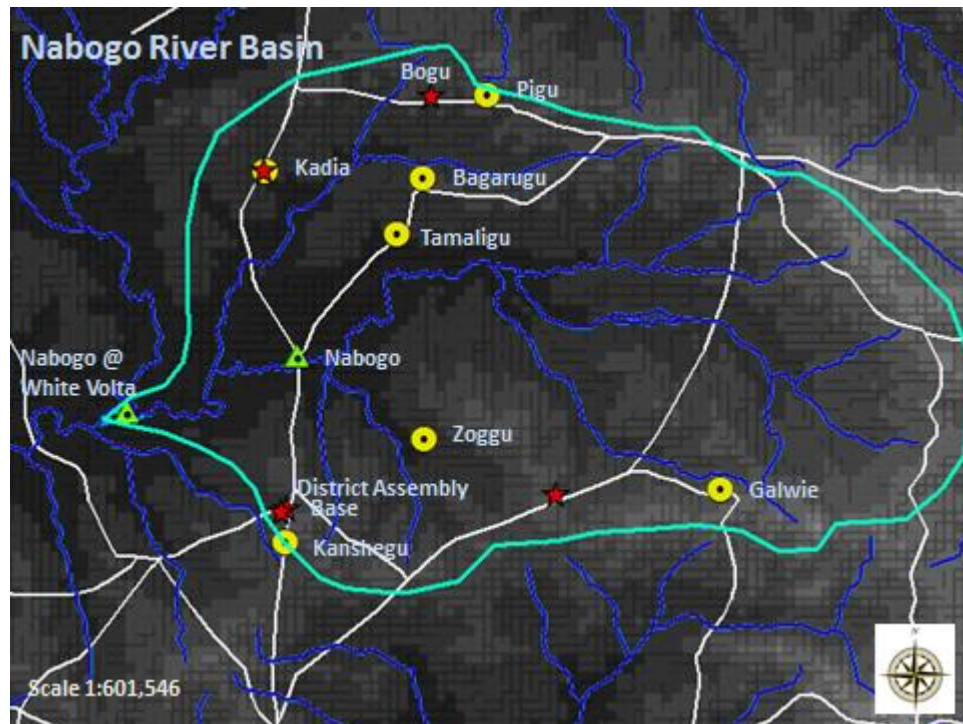 Nabogo River Basin
Bogu
Pigu
Kadia
Bagarugu
Tamaligu
Nabogo @
White Volta
Nabogo
Zoggu
District Assembly
Base
Galwie
Kanshegu
Scale 1:601,546
N